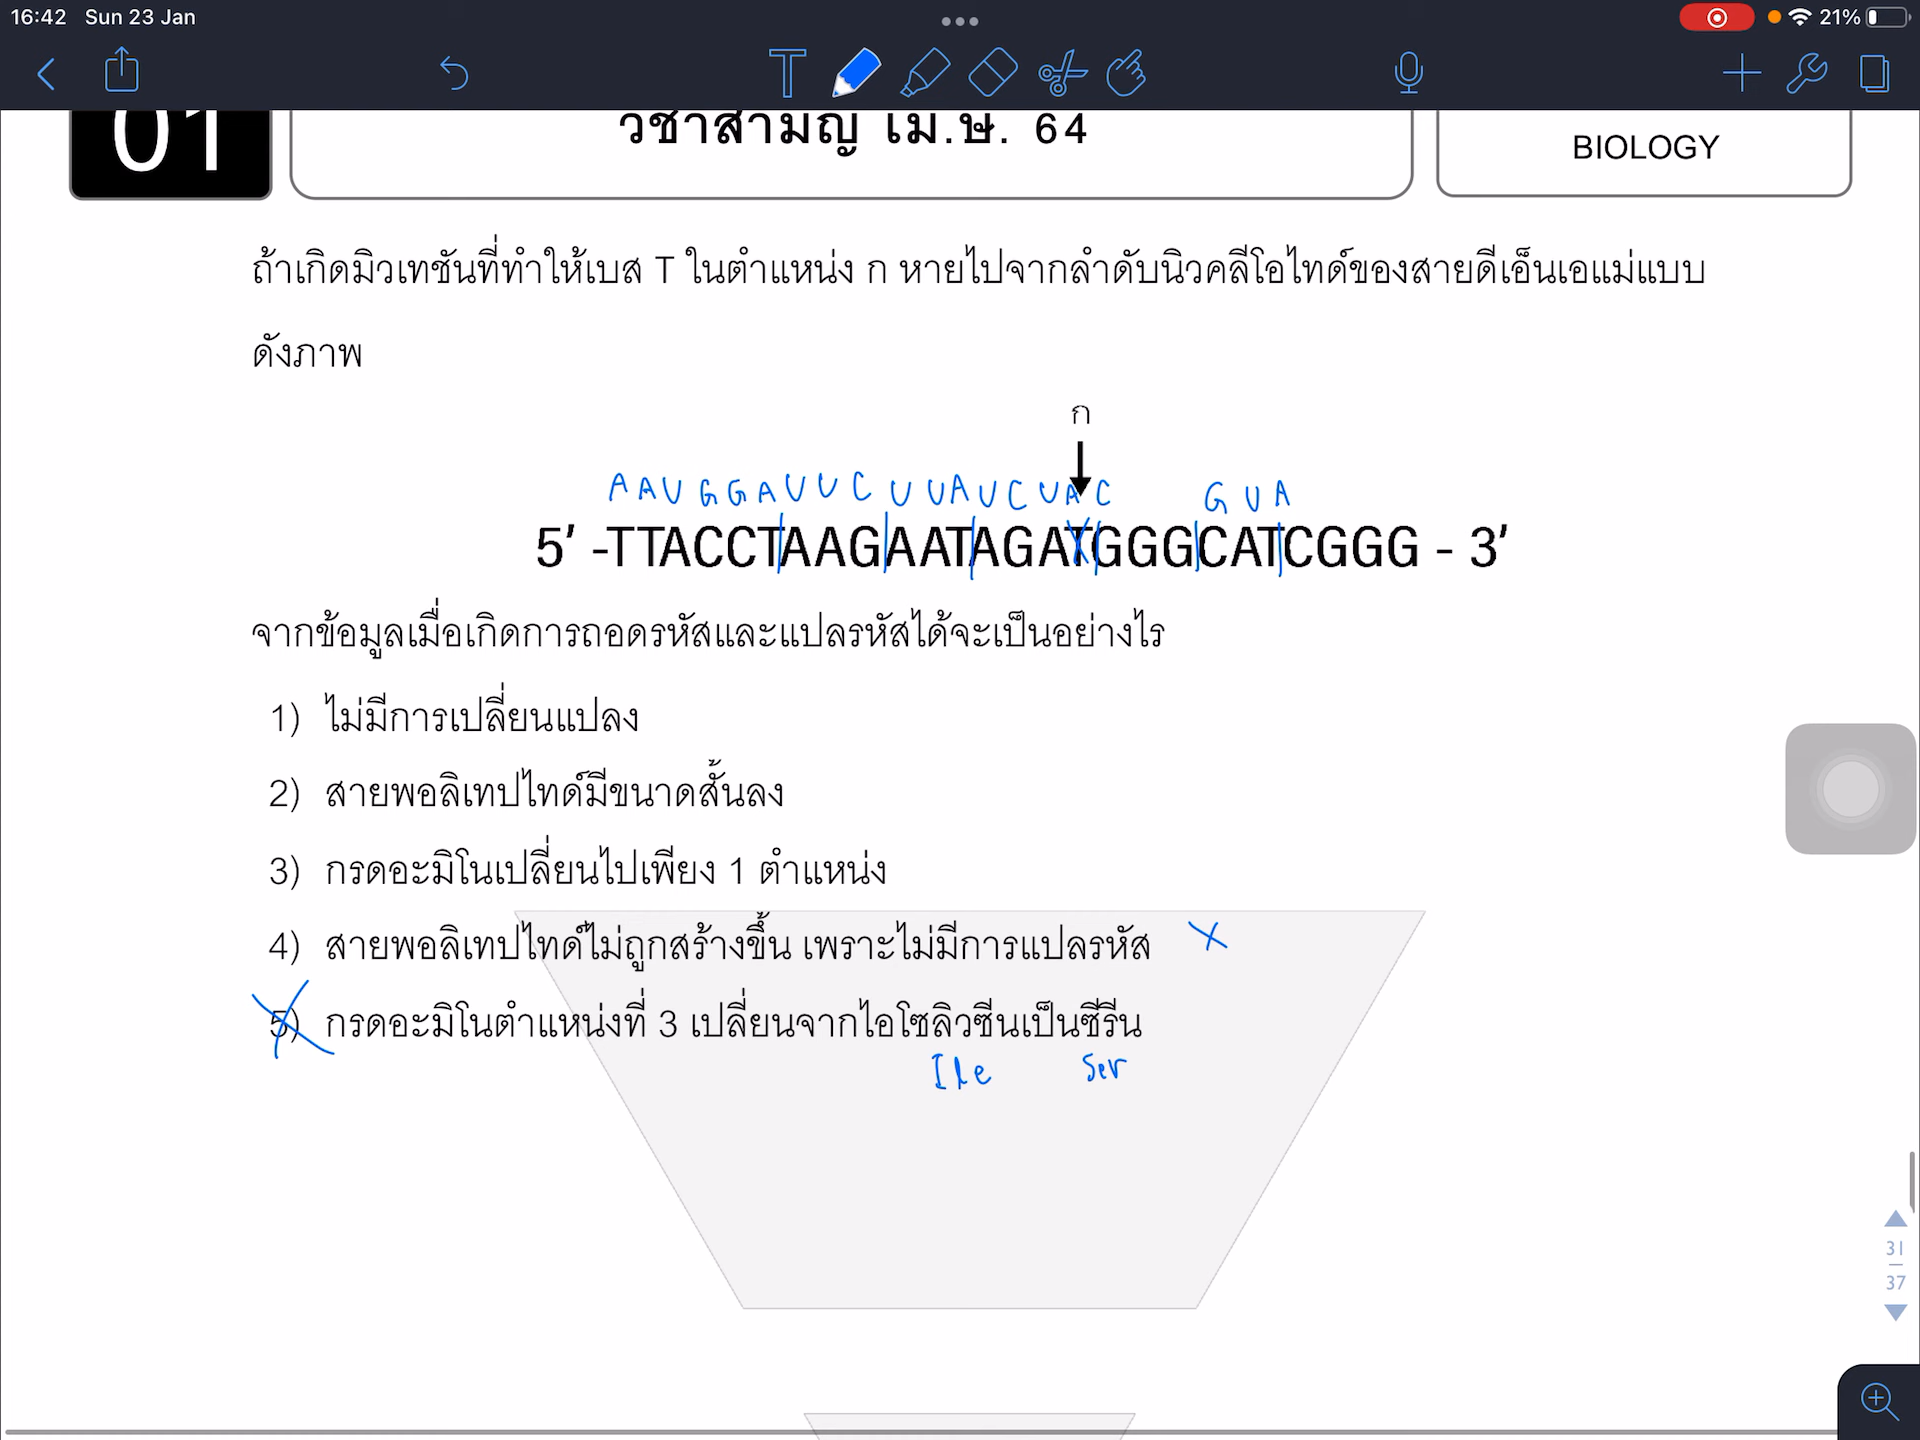 16:42 Sun 23 Jan
21%
01
วิชาสามัญ เม.ษ. 64
BIOLOGY
ถ้าเกิดมิวเทชันที่ทำให้เบส T ในตำแหน่ง ก หายไปจากลำดับนิวคลีโอไทด์ของสายดีเอ็นเอแม่แบบ
ดังภาพ
ก
A A U G G A U U C U U A U C U A C G U A
5' -TTACCTAAGAATAGATGGGCATCGGG - 3'
จากข้อมูลเมื่อเกิดการถอดรหัสและแปลรหัสได้จะเป็นอย่างไร
1) ไม่มีการเปลี่ยนแปลง
2) สายพอลิเทปไทด์มีขนาดสั้นลง
3) กรดอะมิโนเปลี่ยนไปเพียง 1 ตำแหน่ง
4) สายพอลิเทปไทด์ไม่ถูกสร้างขึ้น เพราะไม่มีการแปลรหัส
5) กรดอะมิโนตำแหน่งที่ 3 เปลี่ยนจากไอโซลิวซีนเป็นซีรีน
Ile Ser
31
37